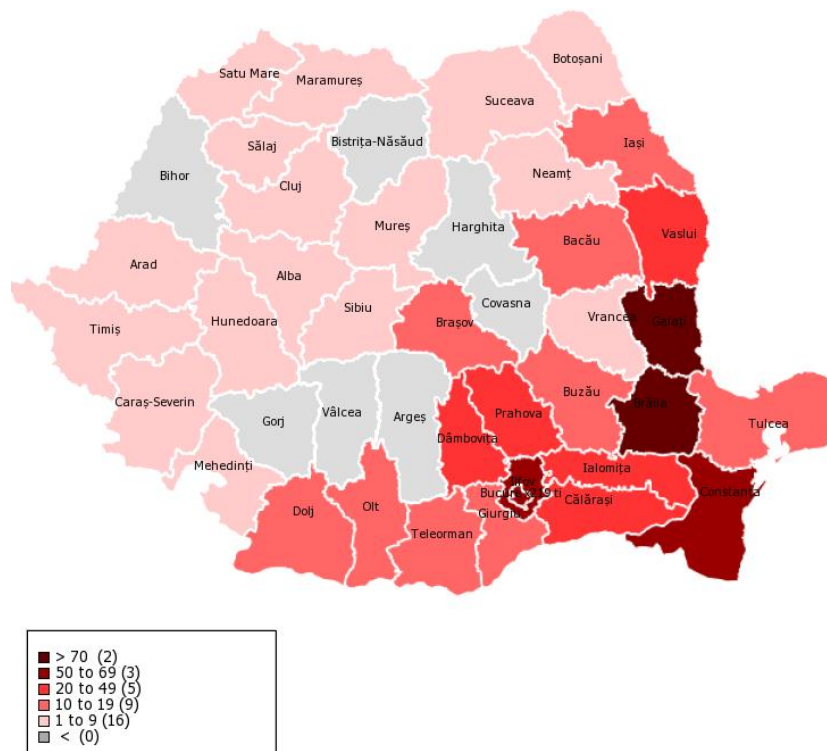 Botoșani
Satu Mare
Maramureș
Suceava
Bistrița-Năsăud
Iași
Sălaj
Bihor
Neamț
Cluj
Mureș
Harghita
Vaslui
Bacău
Arad
Alba
Covasna
Sibiu
Vrancea
Galați
Hunedoara
Brașov
Timiș
Buzău
Caraș-Severin
Brăila
Vâlcea
Prahova
Argeș
Gorj
Tulcea
Dâmbovița
Mehedinți
Ialomița
Ilfov
Constanța
Călărași
Olt
Dolj
Giurgiu
Teleorman
> 70 (2)
50 to 69 (3)
20 to 49 (5)
10 to 19 (9)
1 to 9 (16)
< (0)